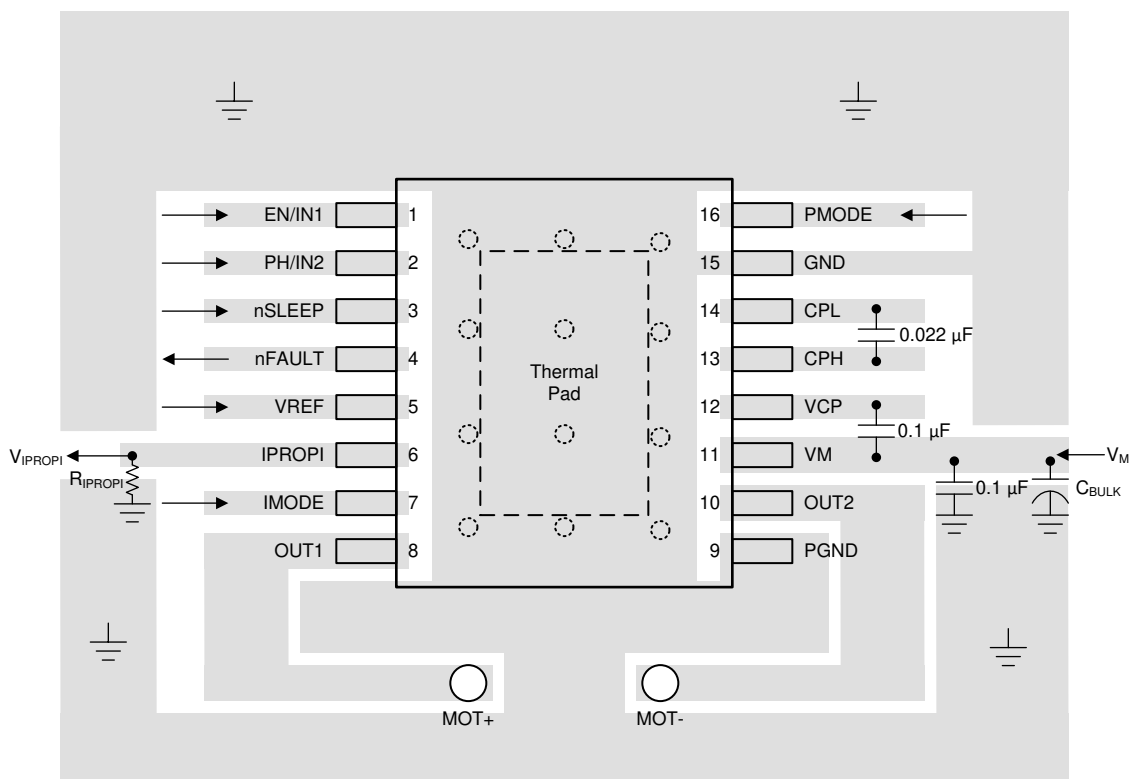 EN/IN1 1 16 PMODE
PH/IN2 2 15 GND
nSLEEP 3 14 CPL
0.022 µF
nFAULT 4 13 CPH
Thermal
Pad
VREF 5 12 VCP
0.1 µF
VIPROPI IPROPI 6 11 VM VM
RIPROPI
0.1 µF CBULK
IMODE 7 10 OUT2
OUT1 8 9 PGND
MOT+ MOT-